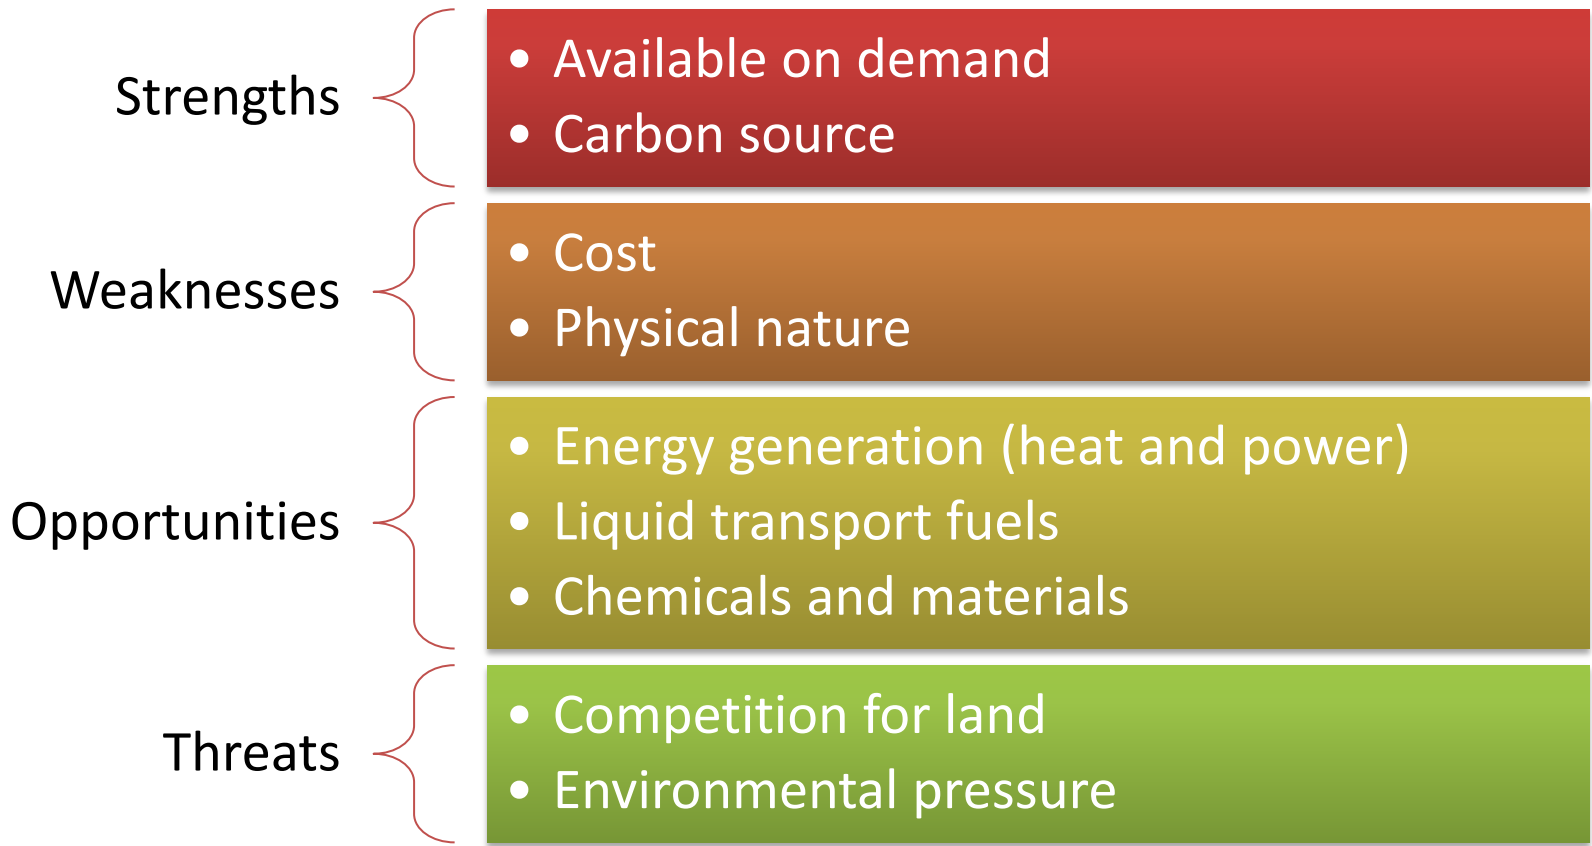 Strengths
• Available on demand
• Carbon source
Weaknesses
• Cost
• Physical nature
Opportunities
• Energy generation (heat and power)
• Liquid transport fuels
• Chemicals and materials
Threats
• Competition for land
• Environmental pressure